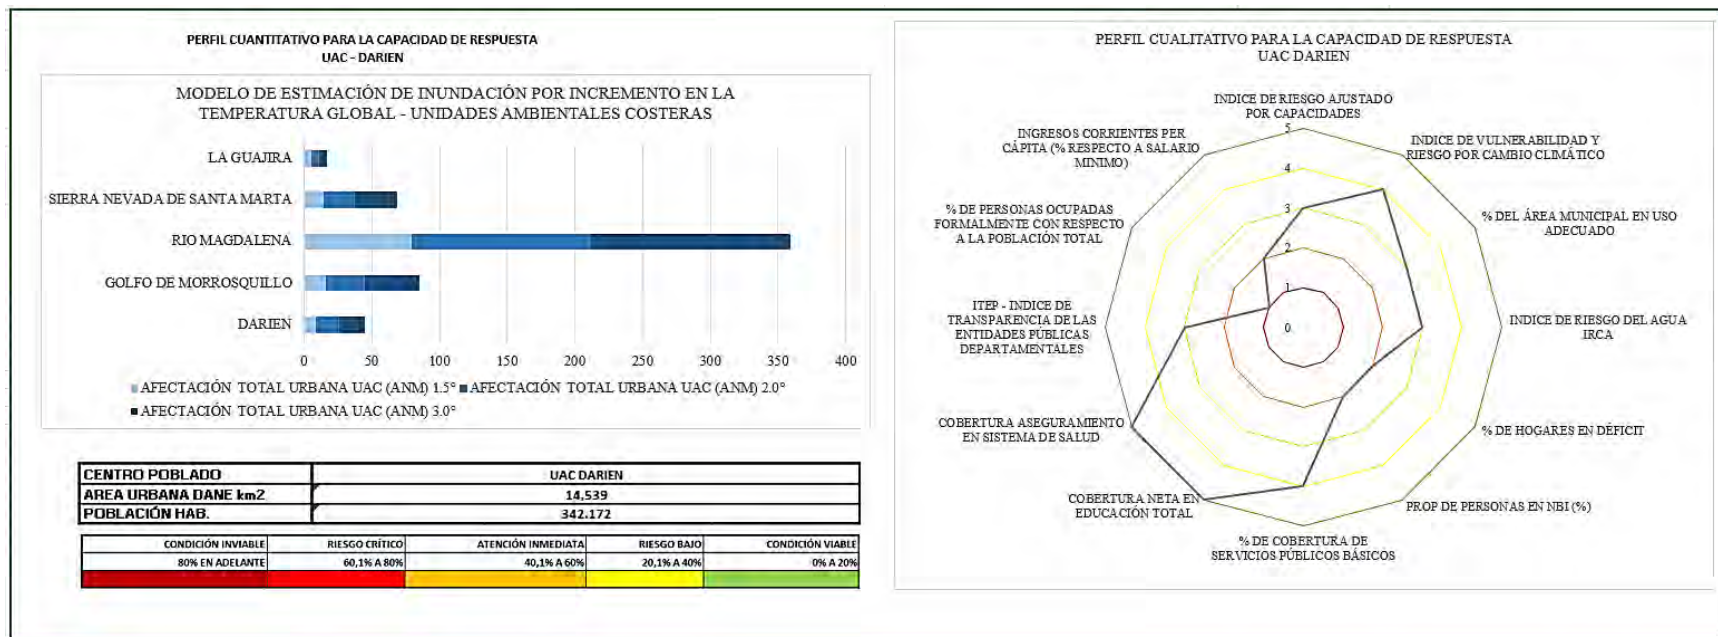 PERFIL CUANTITATIVO PARA LA CAPACIDAD DE RESPUESTA
UAC - DARIEN
MODELO DE ESTIMACIÓN DE INUNDACIÓN POR INCREMENTO EN LA
TEMPERATURA GLOBAL - UNIDADES AMBIENTALES COSTERAS
LA GUAJIRA
SIERRA NEVADA DE SANTA MARTA
RIO MAGDALENA
GOLFO DE MORROSQUILLO
DARIEN
0 50 100 150 200 250 300 350 400
AFECTACIÓN TOTAL URBANA UAC (ANM) 1.5° AFECTACIÓN TOTAL URBANA UAC (ANM) 2.0°
AFECTACIÓN TOTAL URBANA UAC (ANM) 3.0°
CENTRO POBLADO UAC DARIEN
AREA URBANA DANE km2 14,539
POBLACIÓN HAB. 342.172
CONDICIÓN INVIABLE RIESGO CRÍTICO ATENCIÓN INMEDIATA RIESGO BAJO CONDICIÓN VIABLE
80% EN ADELANTE 60,1% A 80% 40,1% A 60% 20,1% A 40% 0% A 20%
PERFIL CUALITATIVO PARA LA CAPACIDAD DE RESPUESTA
UAC DARIEN
INDICE DE RIESGO AJUSTADO
POR CAPACIDADES
INDICE DE VULNERABILIDAD Y
RIESGO POR CAMBIO CLIMÁTICO
% DEL ÁREA MUNICIPAL EN USO
ADECUADO
INDICE DE RIESGO DEL AGUA
IRCA
% DE HOGARES EN DÉFICIT
PROP DE PERSONAS EN NBI (%)
% DE COBERTURA DE
SERVICIOS PÚBLICOS BÁSICOS
COBERTURA NETA EN
EDUCACIÓN TOTAL
COBERTURA ASEGURAMIENTO
EN SISTEMA DE SALUD
ITEP - INDICE DE
TRANSPARENCIA DE LAS
ENTIDADES PÚBLICAS
DEPARTAMENTALES
% DE PERSONAS OCUPADAS
FORMALMENTE CON RESPECTO
A LA POBLACIÓN TOTAL
INGRESOS CORRIENTES PER
CÁPITA (% RESPECTO A SALARIO
MINIMO)
5
4
3
2
1
0